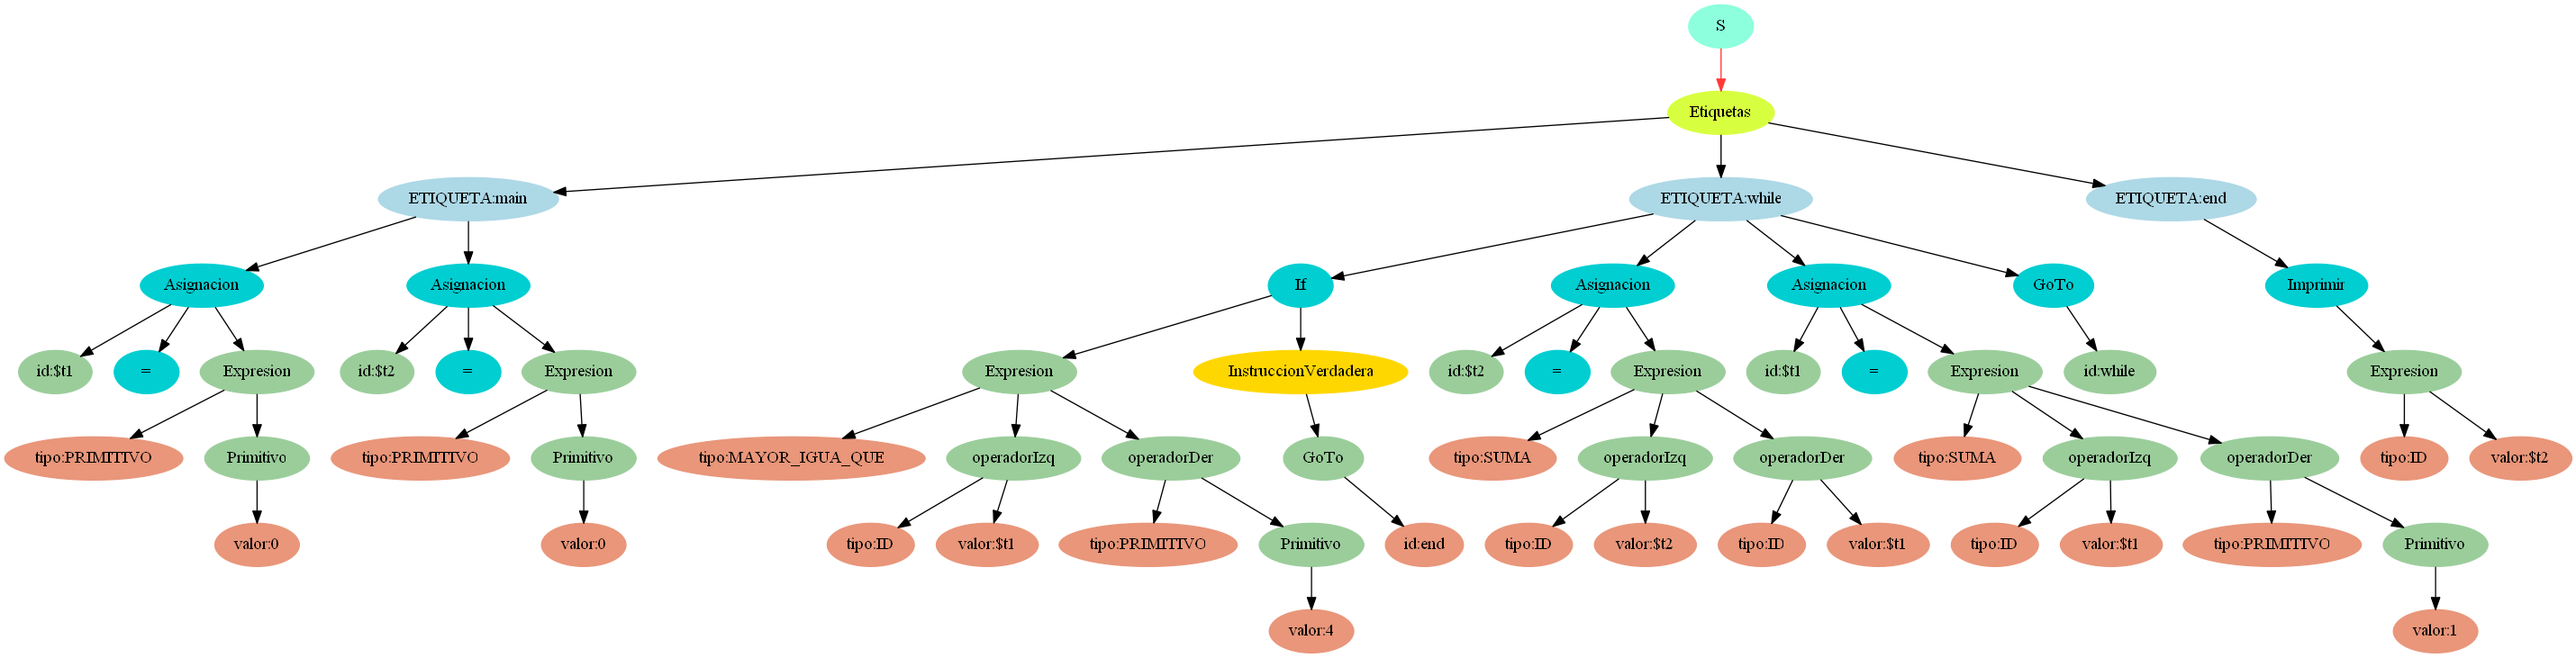 S
Etiquetas
ETIQUETA:main
ETIQUETA:while
ETIQUETA:end
Asignacion
Asignacion
If
Asignacion
Asignacion
GoTo
Imprimir
id:$t1
=
Expresion
id:$t2
=
Expresion
Expresion
InstruccionVerdadera
id:$t2
=
Expresion
id:$t1
=
Expresion
id:while
Expresion
tipo:PRIMITIVO
Primitivo
tipo:PRIMITIVO
Primitivo
tipo:MAYOR_IGUA_QUE
operadorIzq
operadorDer
GoTo
tipo:SUMA
operadorIzq
operadorDer
tipo:SUMA
operadorIzq
operadorDer
tipo:ID
valor:$t2
valor:0
valor:0
tipo:ID
valor:$t1
tipo:PRIMITIVO
Primitivo
id:end
tipo:ID
valor:$t2
tipo:ID
valor:$t1
tipo:ID
valor:$t1
tipo:PRIMITIVO
Primitivo
valor:4
valor:1